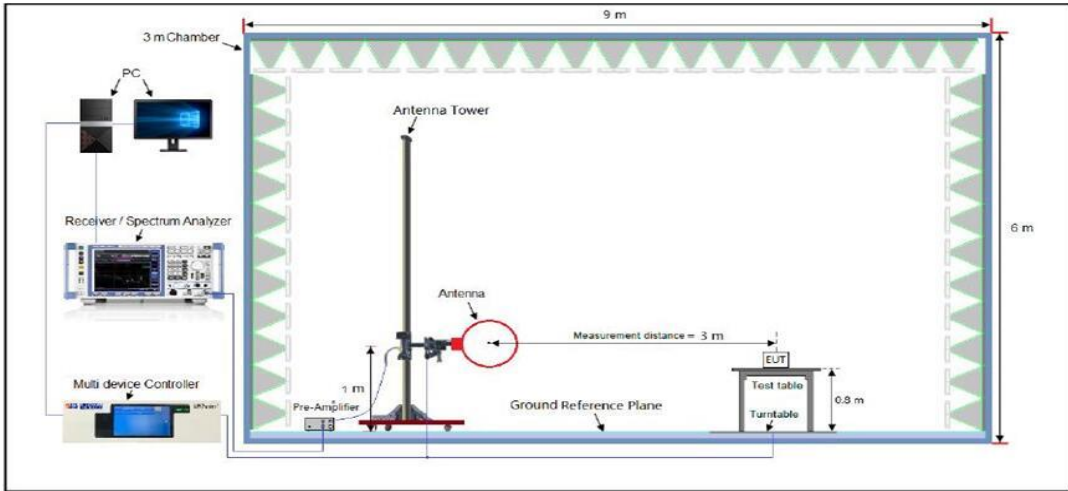 9 m
3 m Chamber
PC
Antenna Tower
Receiver / Spectrum Analyzer
6 m
Antenna
Measurement distance = 3 m
EUT
Multi device Controller
1 m
Test table
0.8 m
Pre-Amplifier
Ground Reference Plane
Turntable